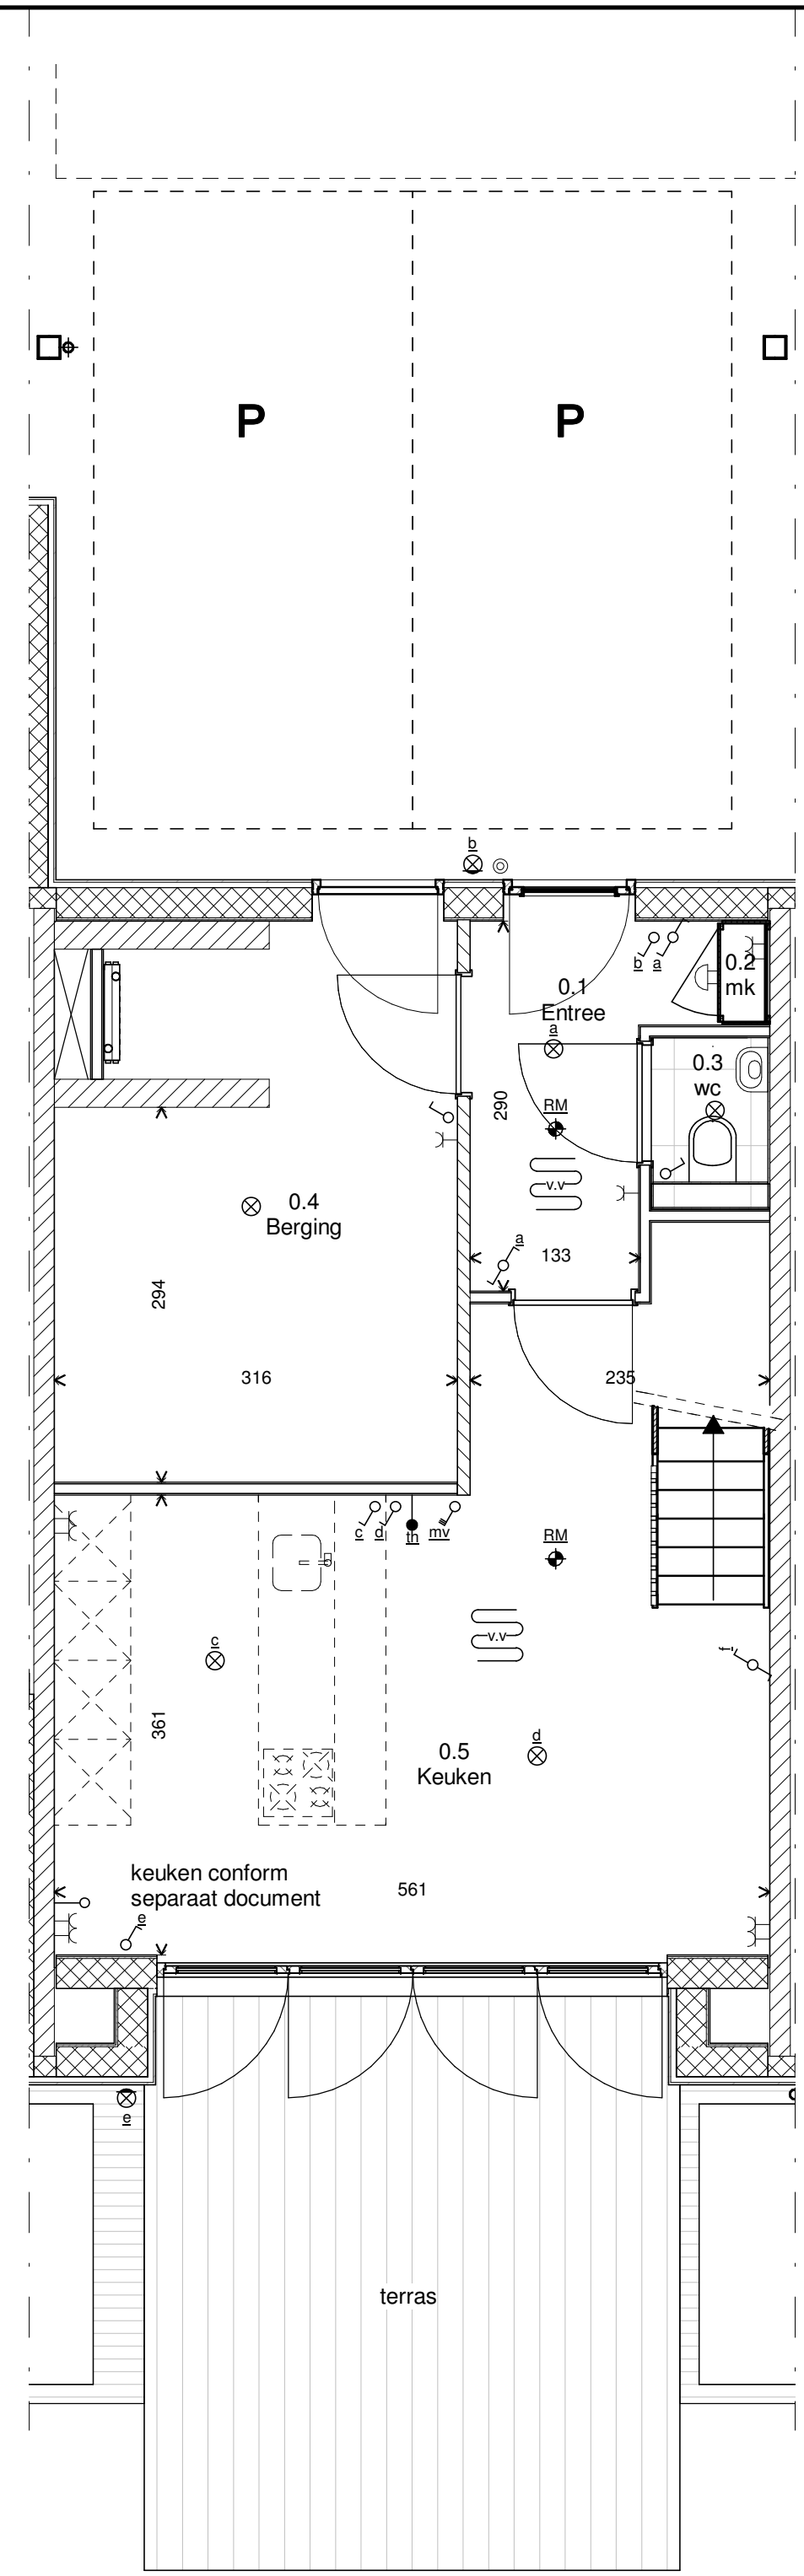 P
P
b
b
a
0.2
mk
0.1
Entree
a
0.3
wc
RM
290
v.v
0.4
Berging
a
133
294
316
235
c
d
th
mv
RM
v.v
f
c
d
361
0.5
Keuken
keuken conform
separaat document
561
e
e
terras